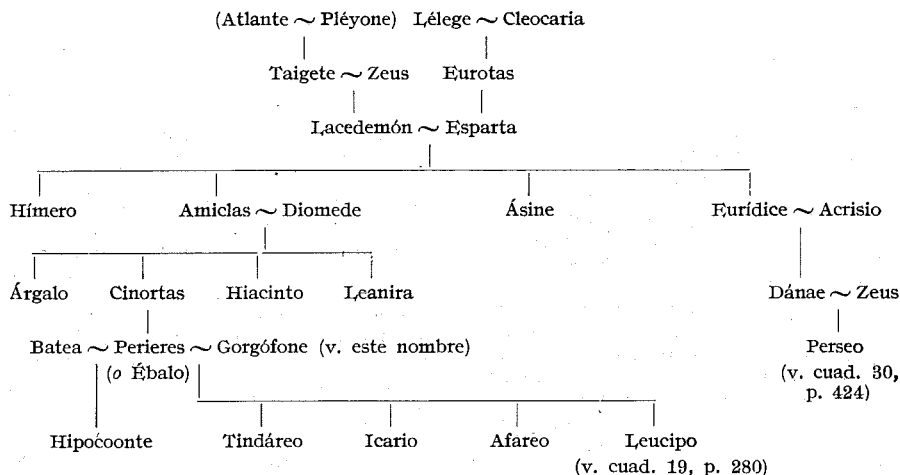 (Atlante ~ Pléyone) Lélege ~ Cleocaria
Taigete ~ Zeus Eurotas
Lacedemón ~ Esparta
Hímero Amiclas ~ Diomede Ásine Eurídice ~ Acrisio
Árgalo Cinortas Hiacinto Leanira Dánae ~ Zeus
Batea ~ Perieres ~ Gorgófone (v. este nombre) Perseo
(o Ébalo) (v. cuad. 30,
p. 424)
Hipocoonte Tindáreo Icario Afareo Leucipo
(v. cuad. 19, p. 280)